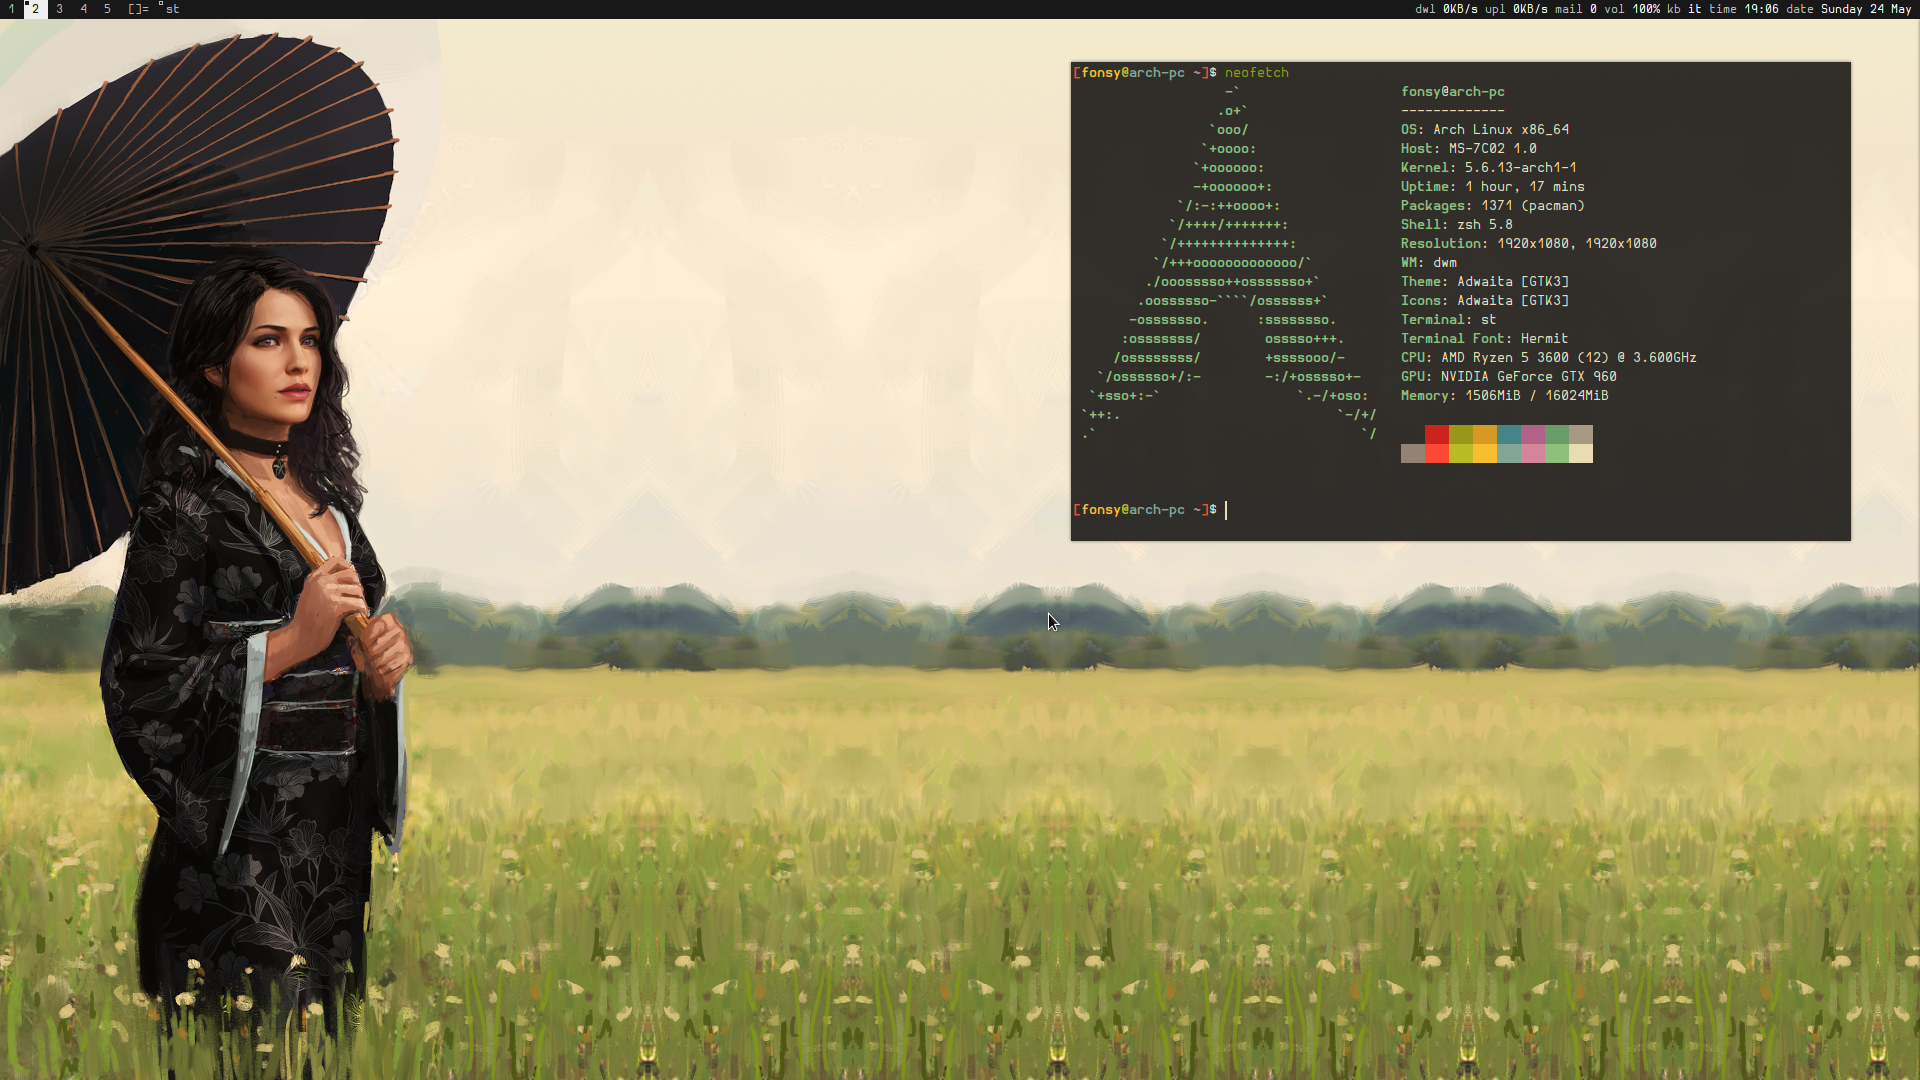 1 2 3 4 5 []= st
dwl 0KB/s upl 0KB/s mail 0 vol 100% kb it time 19:06 date Sunday 24 May
[fonsy@arch-pc ~]$ neofetch
-` fonsy@arch-pc
.o+` -------------
`ooo/ OS: Arch Linux x86_64
`+oooo: Host: MS-7C02 1.0
`+oooooo: Kernel: 5.6.13-arch1-1
-+oooooo+: Uptime: 1 hour, 17 mins
`/:-:++oooo+: Packages: 1371 (pacman)
`/++++/+++++++: Shell: zsh 5.8
`/++++++++++++++: Resolution: 1920x1080, 1920x1080
`/+++ooooooooooooo/` WM: dwm
./ooosssso++osssssso+` Theme: Adwaita [GTK3]
.oossssso-````/ossssss+` Icons: Adwaita [GTK3]
-osssssso. :ssssssso. Terminal: st
:osssssss/ osssso+++. Terminal Font: Hermit
/ossssssss/ +ssssooo/- CPU: AMD Ryzen 5 3600 (12) @ 3.600GHz
`/ossssso+/:- -:/+osssso+- GPU: NVIDIA GeForce GTX 960
`+sso+:-` `.-/+oso: Memory: 1506MiB / 16024MiB
`++:. `-/+/
.` `/
[fonsy@arch-pc ~]$